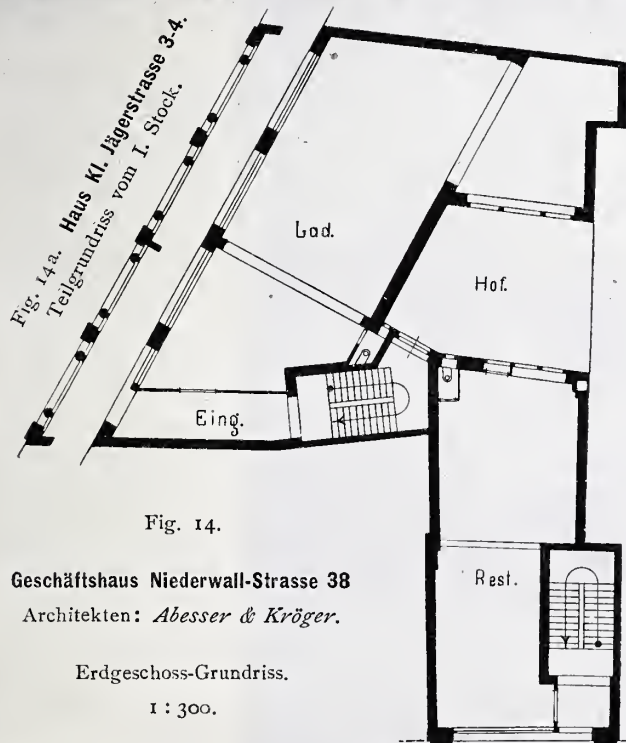 Fig. 14a. Haus Kl. Jägerstrasse 3-4.
Teilgrundriss vom I. Stock.
Lad.
Hof.
Eing.
Rest.
Fig. 14.
Geschäftshaus Niederwall-Strasse 38
Architekten: Abesser & Kröger.
Erdgeschoss-Grundriss.
1 : 300.